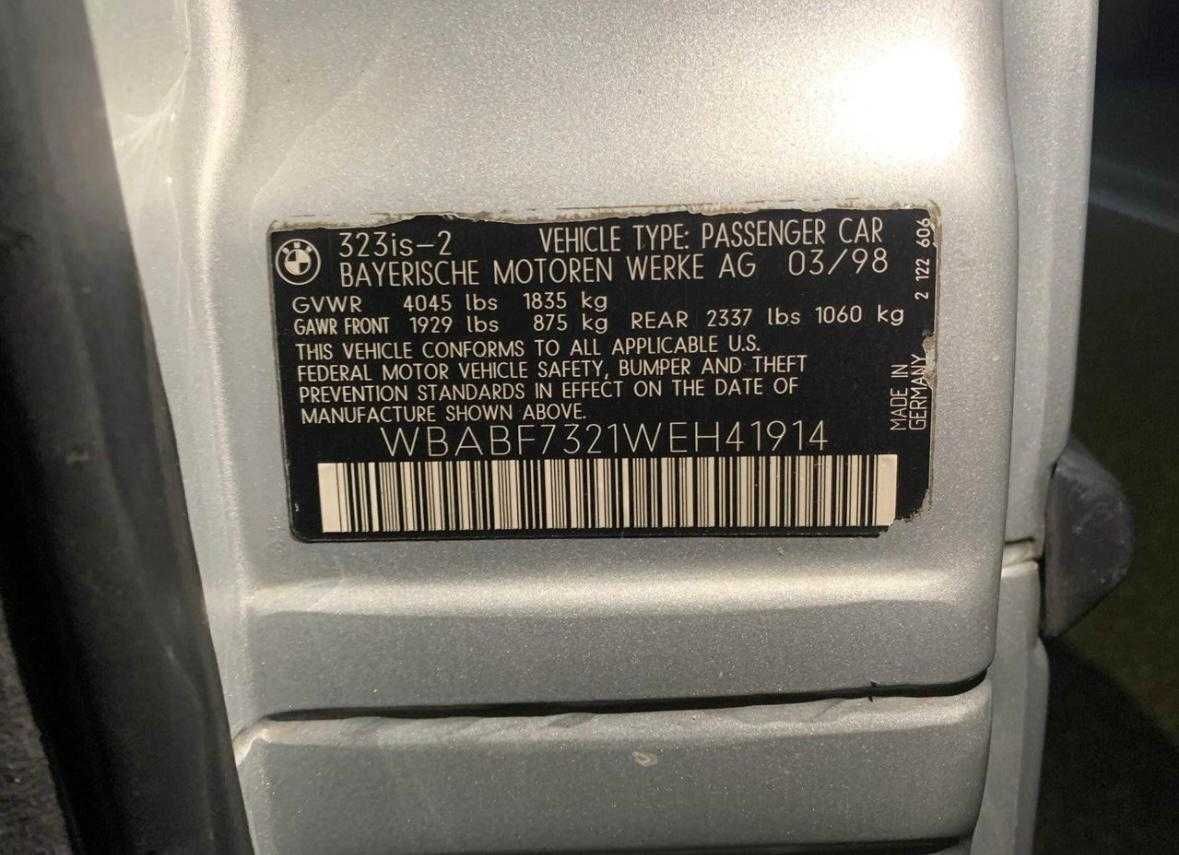 323is-2 VEHICLE TYPE: PASSENGER CAR
BAYERISCHE MOTOREN WERKE AG 03/98
GVWR 4045 lbs 1835 kg
GAWR FRONT 1929 lbs 875 kg REAR 2337 lbs 1060 kg
THIS VEHICLE CONFORMS TO ALL APPLICABLE U.S.
FEDERAL MOTOR VEHICLE SAFETY, BUMPER AND THEFT
PREVENTION STANDARDS IN EFFECT ON THE DATE OF
MANUFACTURE SHOWN ABOVE.
WBABF7321WEH41914
2 122 606
MADE IN
GERMANY